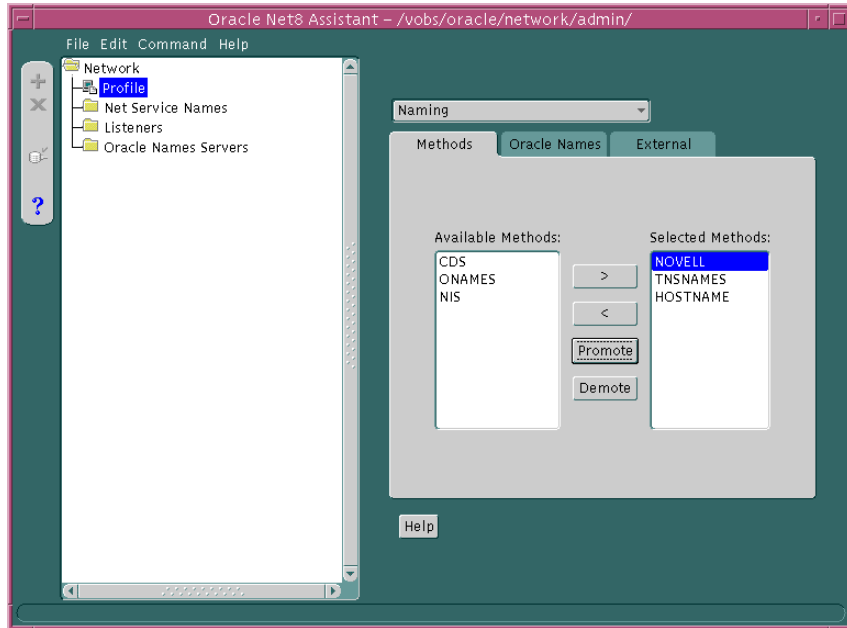 Oracle Net8 Assistant – /vobs/oracle/network/admin/
File Edit Command Help
Network
Profile
Net Service Names
Listeners
Oracle Names Servers
?
Naming
Methods Oracle Names External
Available Methods:
CDS
ONAMES
NIS
>
<
Promote
Demote
Selected Methods:
NOVELL
TNSNAMES
HOSTNAME
Help